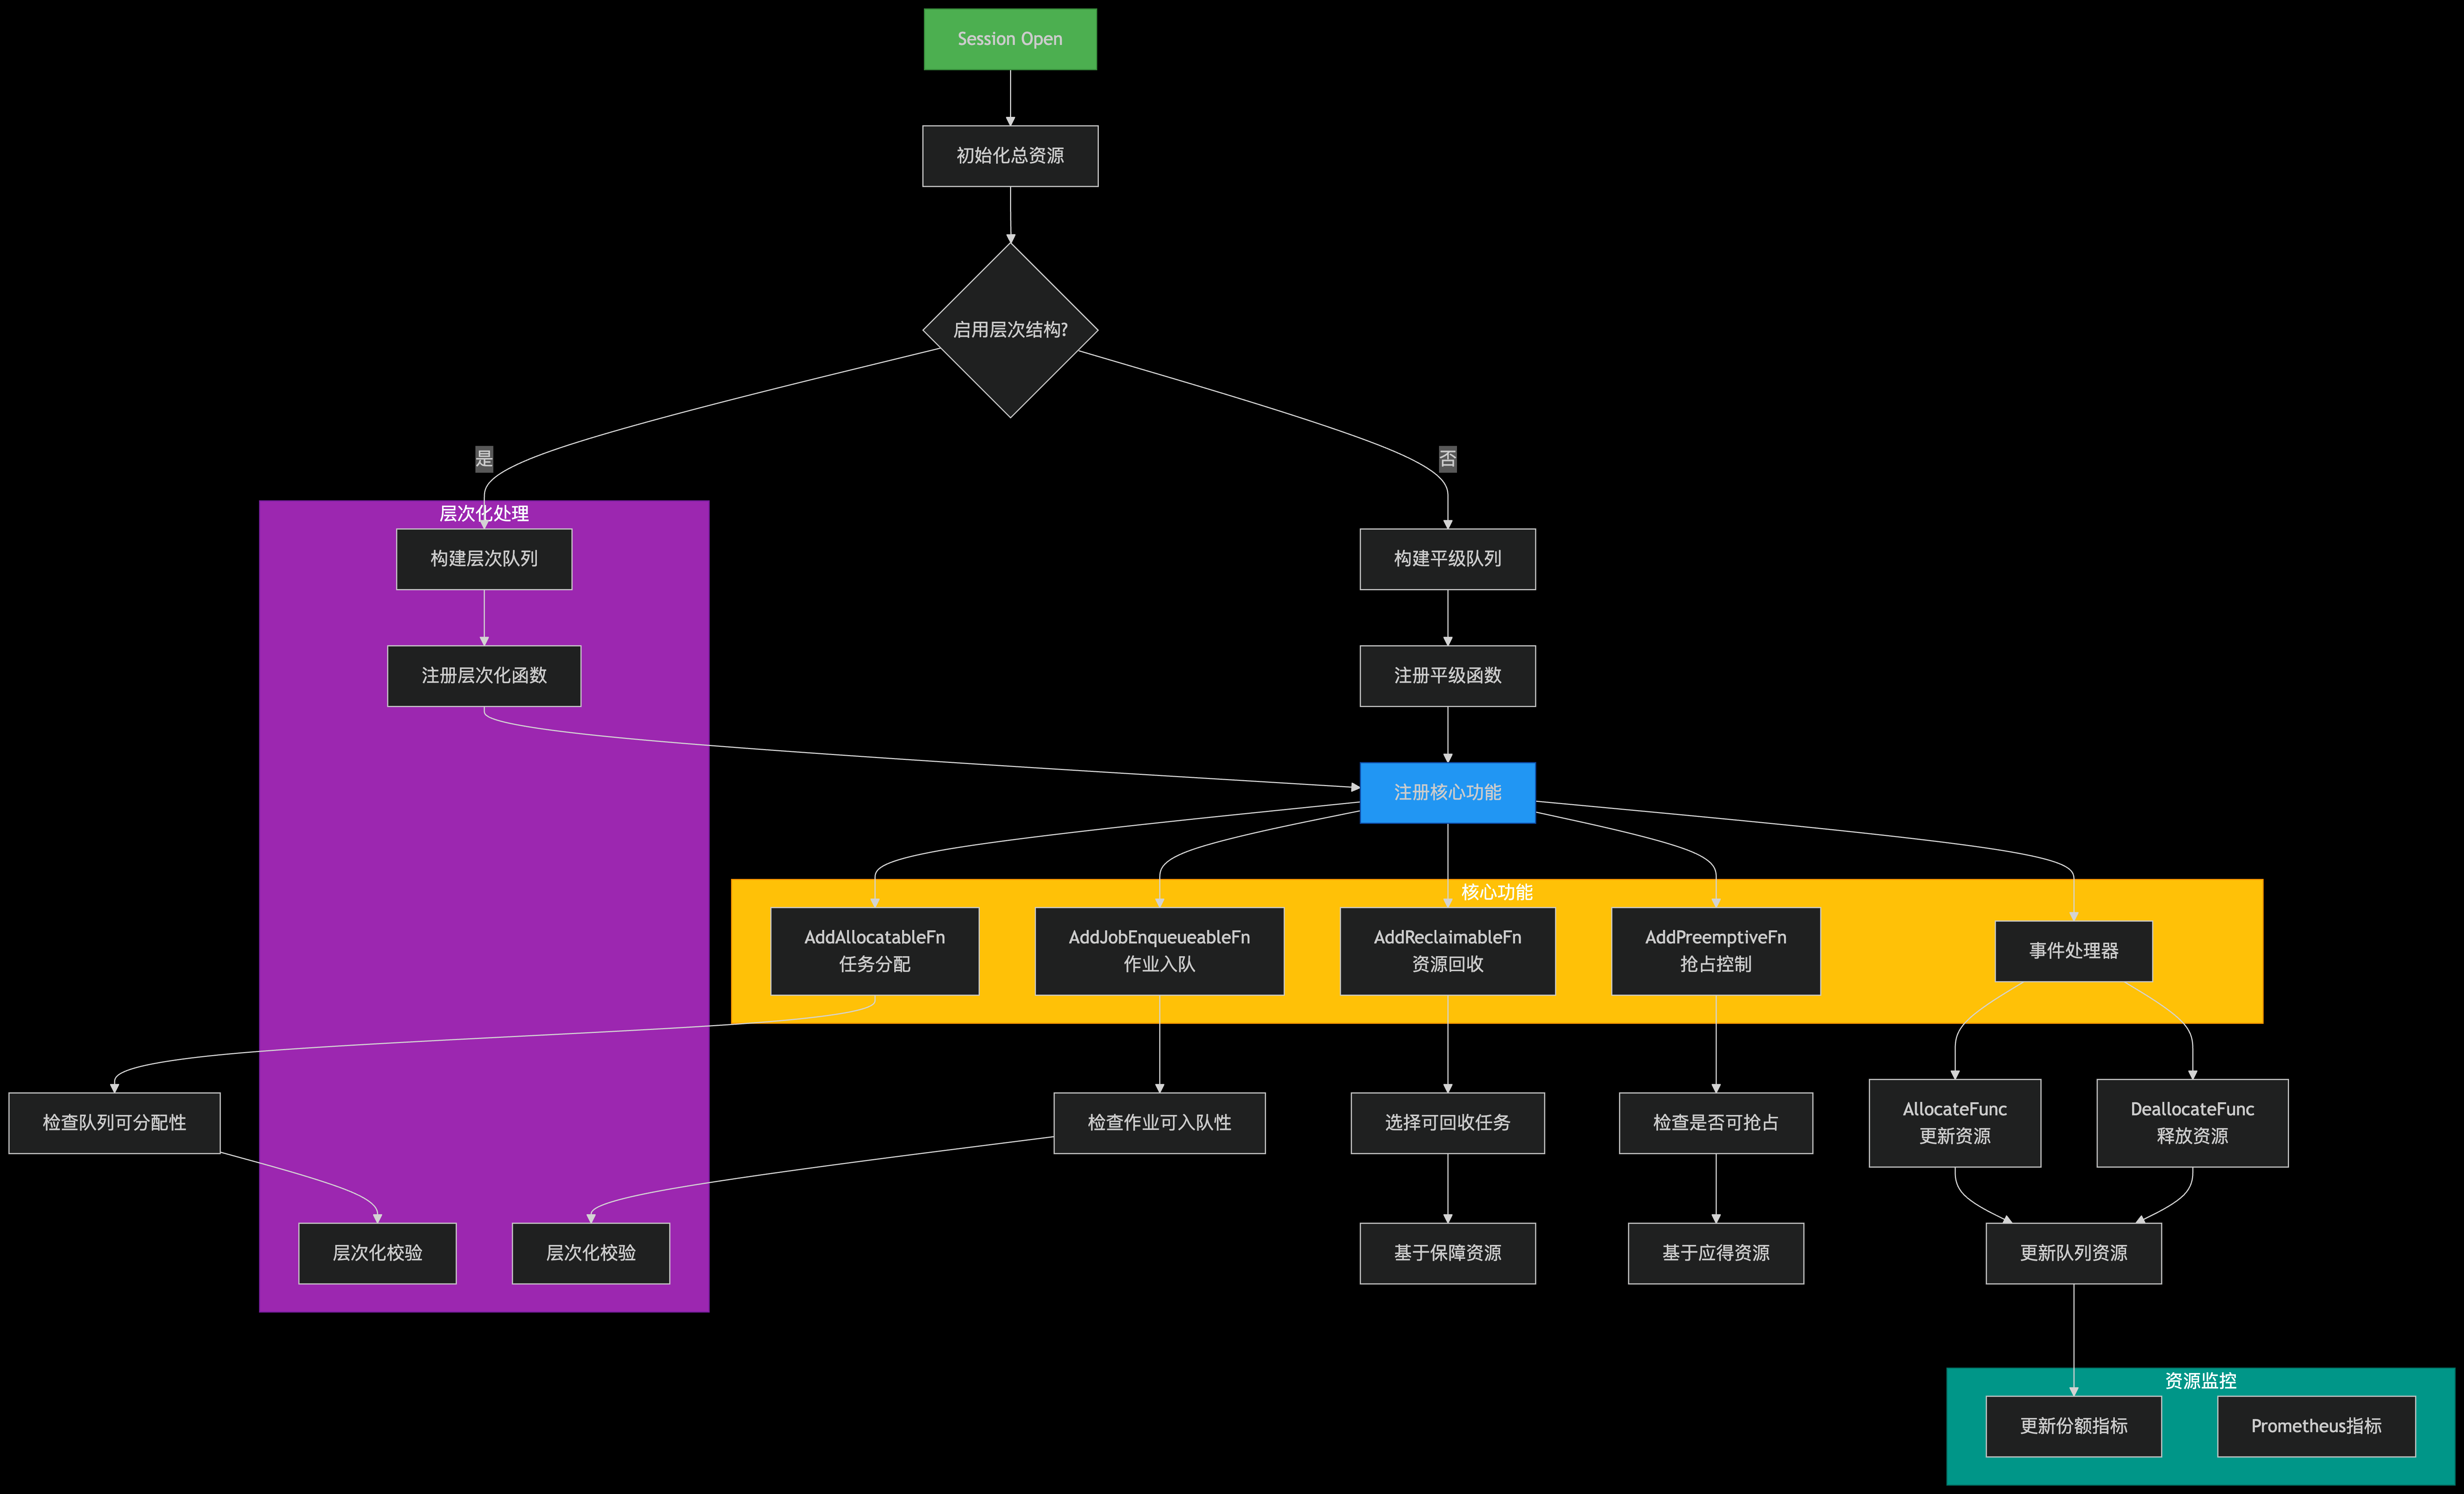 Session Open
初始化总资源
启用层次结构?
是
否
层次化处理
构建层次队列
构建平级队列
注册层次化函数
注册平级函数
注册核心功能
核心功能
AddAllocatableFn
任务分配
AddJobEnqueueableFn
作业入队
AddReclaimableFn
资源回收
AddPreemptiveFn
抢占控制
事件处理器
检查队列可分配性
检查作业可入队性
选择可回收任务
检查是否可抢占
AllocateFunc
更新资源
DeallocateFunc
释放资源
层次化校验
层次化校验
基于保障资源
基于应得资源
更新队列资源
资源监控
更新份额指标
Prometheus指标